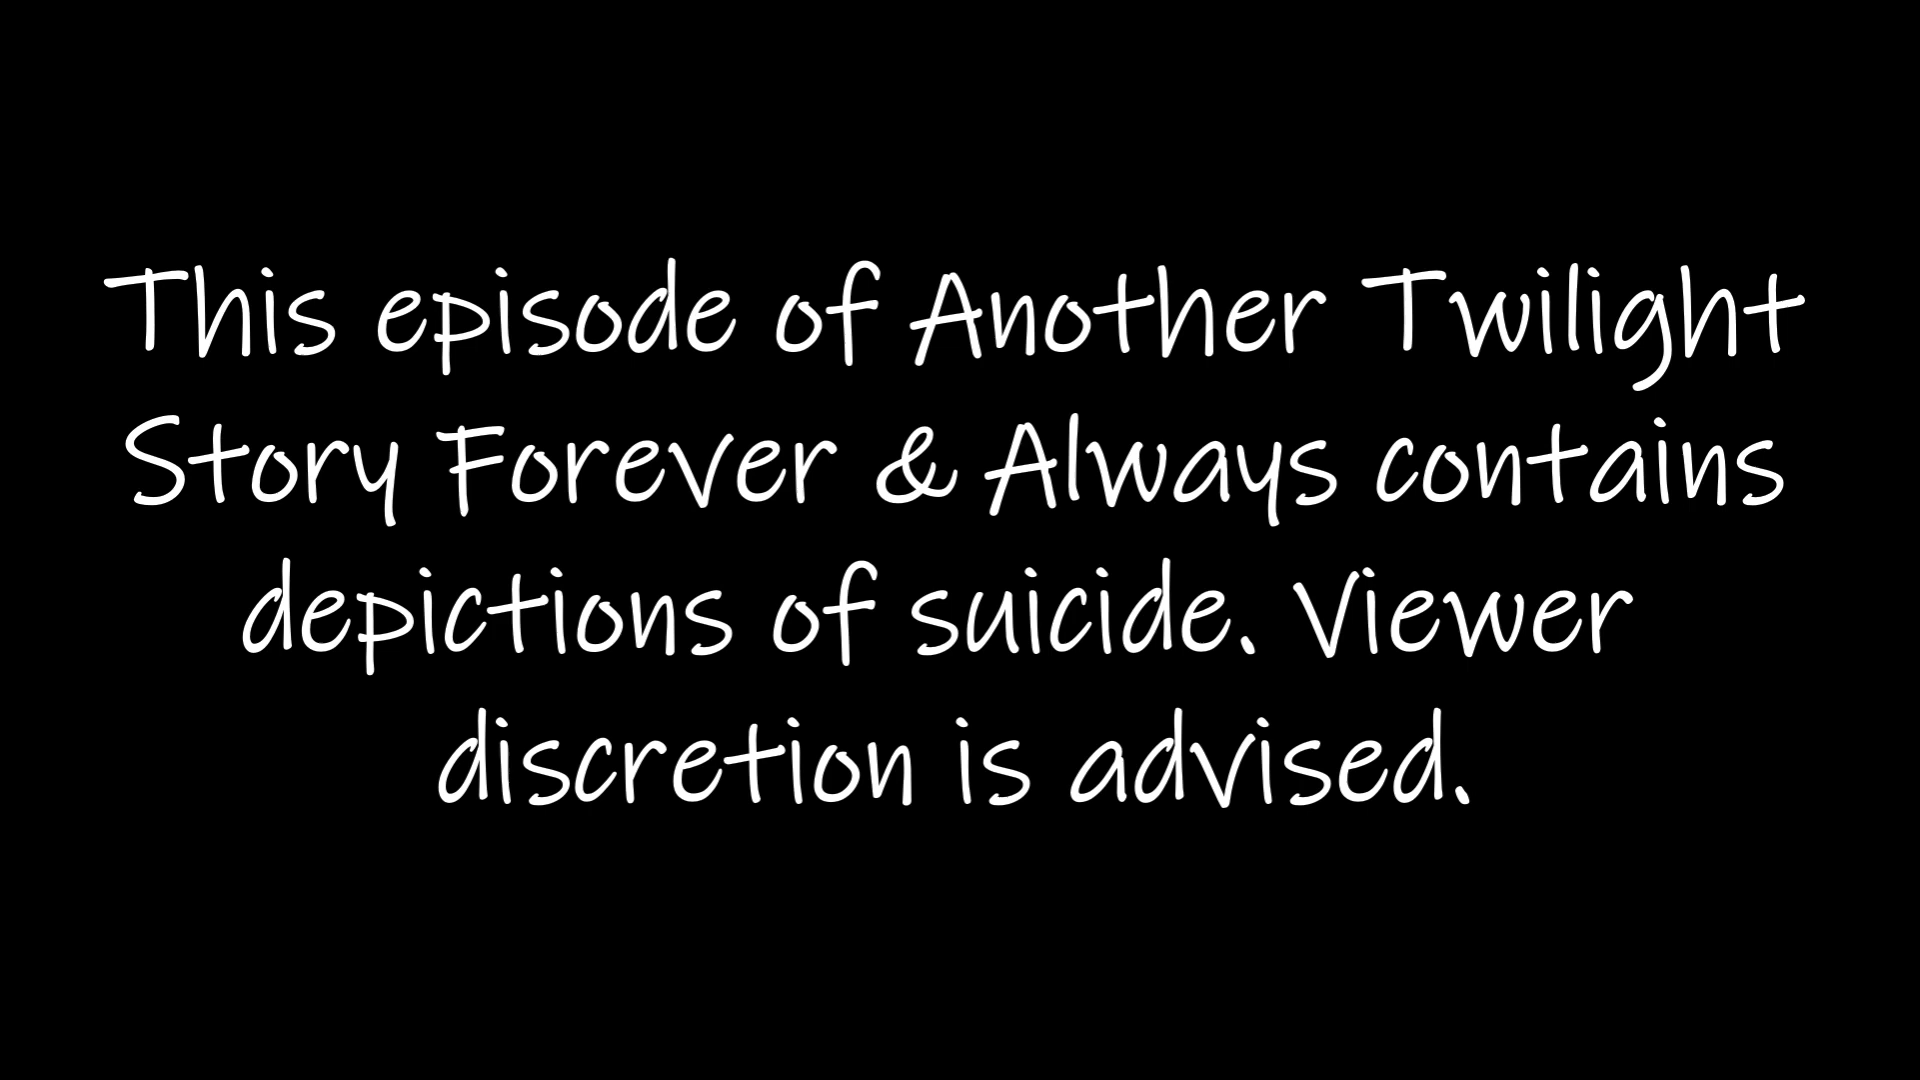 This episode of Another Twilight
Story Forever & Always contains
depictions of suicide. Viewer
discretion is advised.